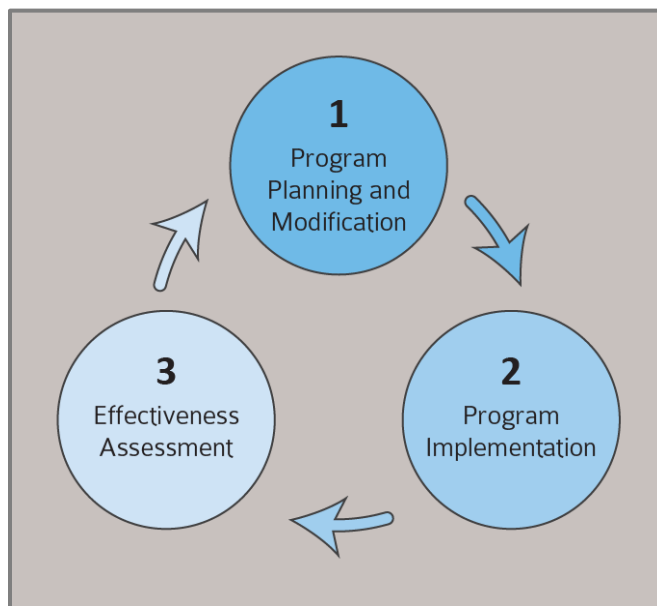 1
Program
Planning and
Modification
2
Program
Implementation
3
Effectiveness
Assessment